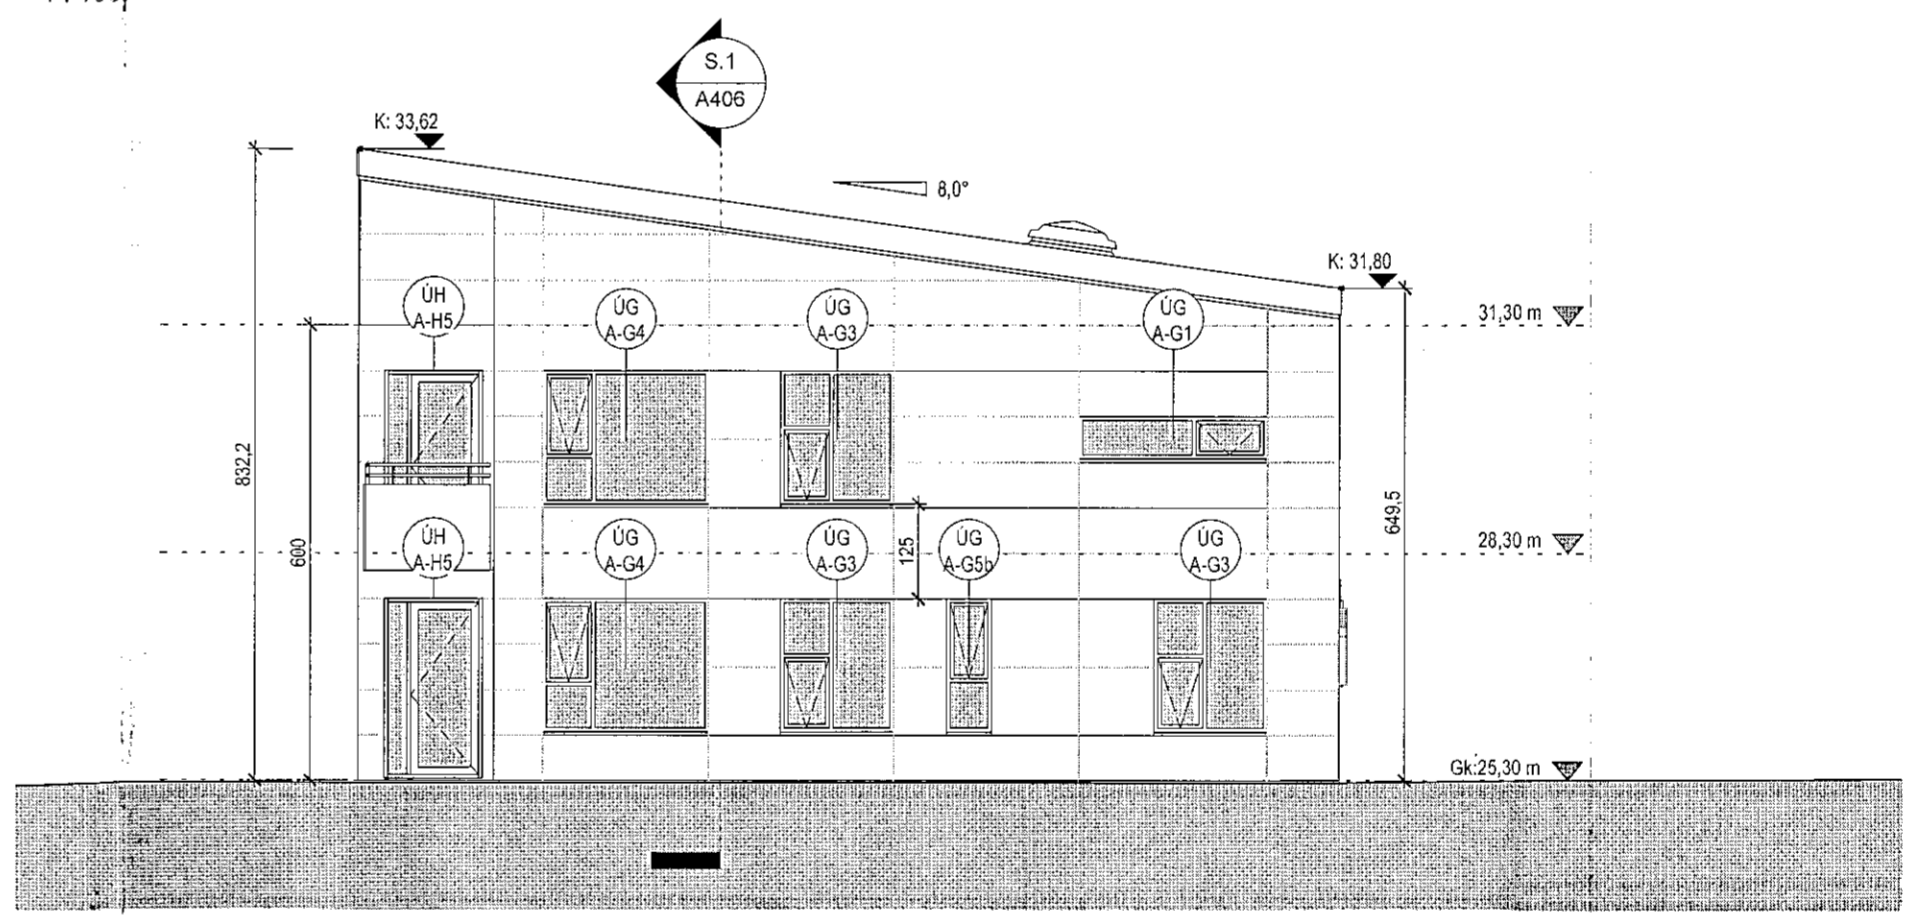 S.1
A406
K: 33,62
8,0°
K: 31,80
31,30 m
ÚH
A-H5
ÚG
A-G4
ÚG
A-G3
ÚG
A-G1
832,2
600
649,5
28,30 m
ÚH
A-H5
ÚG
A-G4
ÚG
A-G3
125
ÚG
A-G5b
ÚG
A-G3
Gk:25,30 m